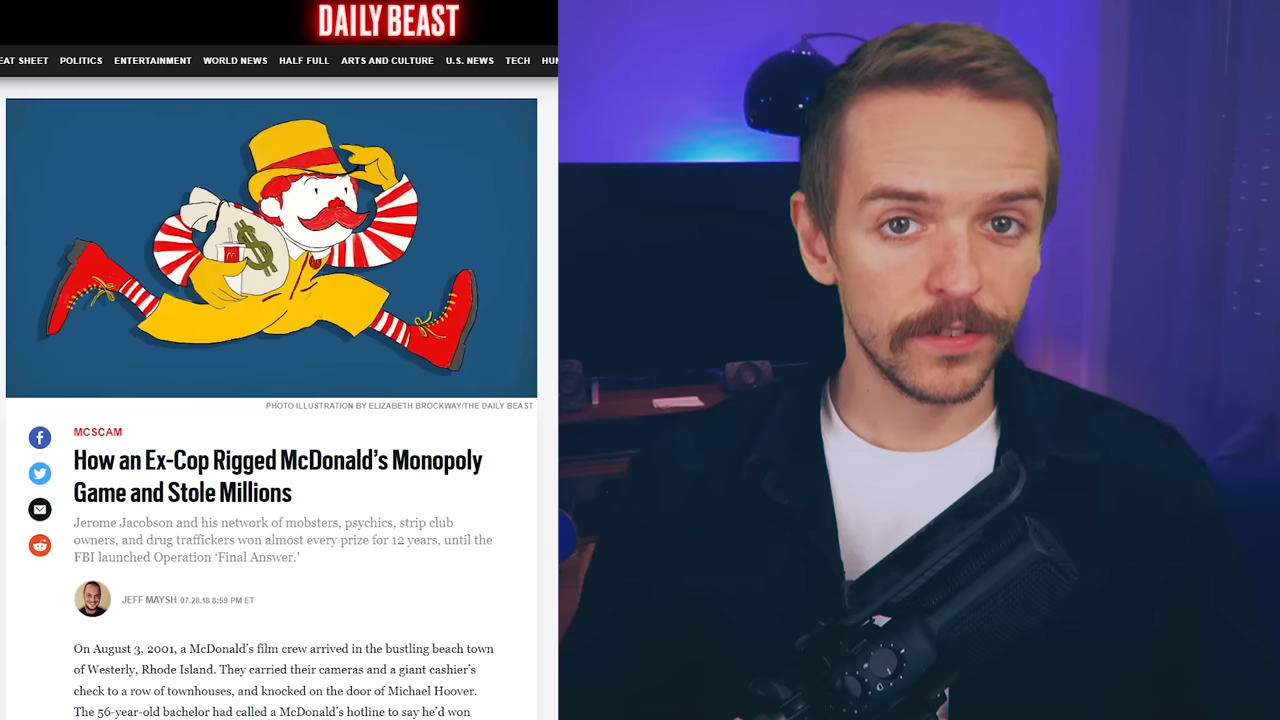 DAILY BEAST
EAT SHEET POLITICS ENTERTAINMENT WORLD NEWS HALF FULL ARTS AND CULTURE U.S. NEWS TECH HUN
$
PHOTO ILLUSTRATION BY ELIZABETH BROCKWAY/THE DAILY BEAST
MCSCAM
How an Ex-Cop Rigged McDonald's Monopoly
Game and Stole Millions
Jerome Jacobson and his network of mobsters, psychics, strip club
owners, and drug traffickers won almost every prize for 12 years, until the
FBI launched Operation ‘Final Answer.’
JEFF MAYSH 07.28.18 8:59 PM ET
On August 3, 2001, a McDonald’s film crew arrived in the bustling beach town
of Westerly, Rhode Island. They carried their cameras and a giant cashier’s
check to a row of townhouses, and knocked on the door of Michael Hoover.
The 56-year-old bachelor had called a McDonald’s hotline to say he’d won